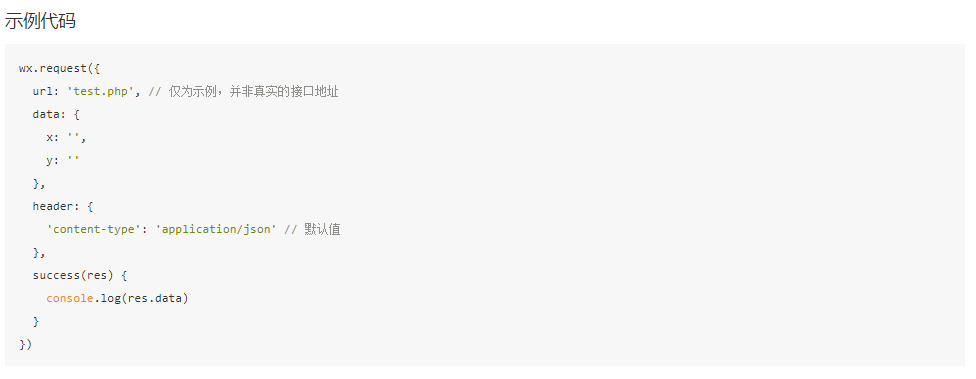 示例代码
wx.request({
  url: 'test.php', // 仅为示例，并非真实的接口地址
  data: {
    x: '',
    y: ''
  },
  header: {
    'content-type': 'application/json' // 默认值
  },
  success(res) {
    console.log(res.data)
  }
})